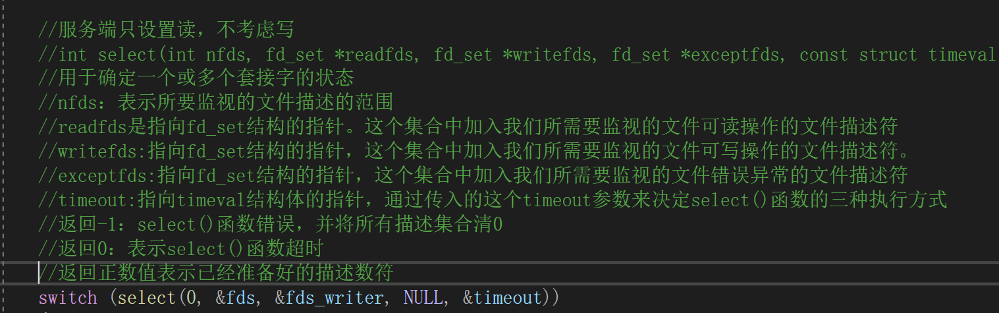 //服务端只设置读，不考虑写
//int select(int nfds, fd_set *readfds, fd_set *writefds, fd_set *exceptfds, const struct timeval
//用于确定一个或多个套接字的状态
//nfds：表示所要监视的文件描述的范围
//readfds是指向fd_set结构的指针。这个集合中加入我们所需要监视的文件可读操作的文件描述符
//writefds:指向fd_set结构的指针，这个集合中加入我们所需要监视的文件可写操作的文件描述符。
//exceptfds:指向fd_set结构的指针，这个集合中加入我们所需要监视的文件错误异常的文件描述符
//timeout:指向timeval结构体的指针，通过传入的这个timeout参数来决定select()函数的三种执行方式
//返回-1：select()函数错误，并将所有描述集合清0
//返回0：表示select()函数超时
//返回正数值表示已经准备好的描述数符
switch (select(0, &fds, &fds_writer, NULL, &timeout))